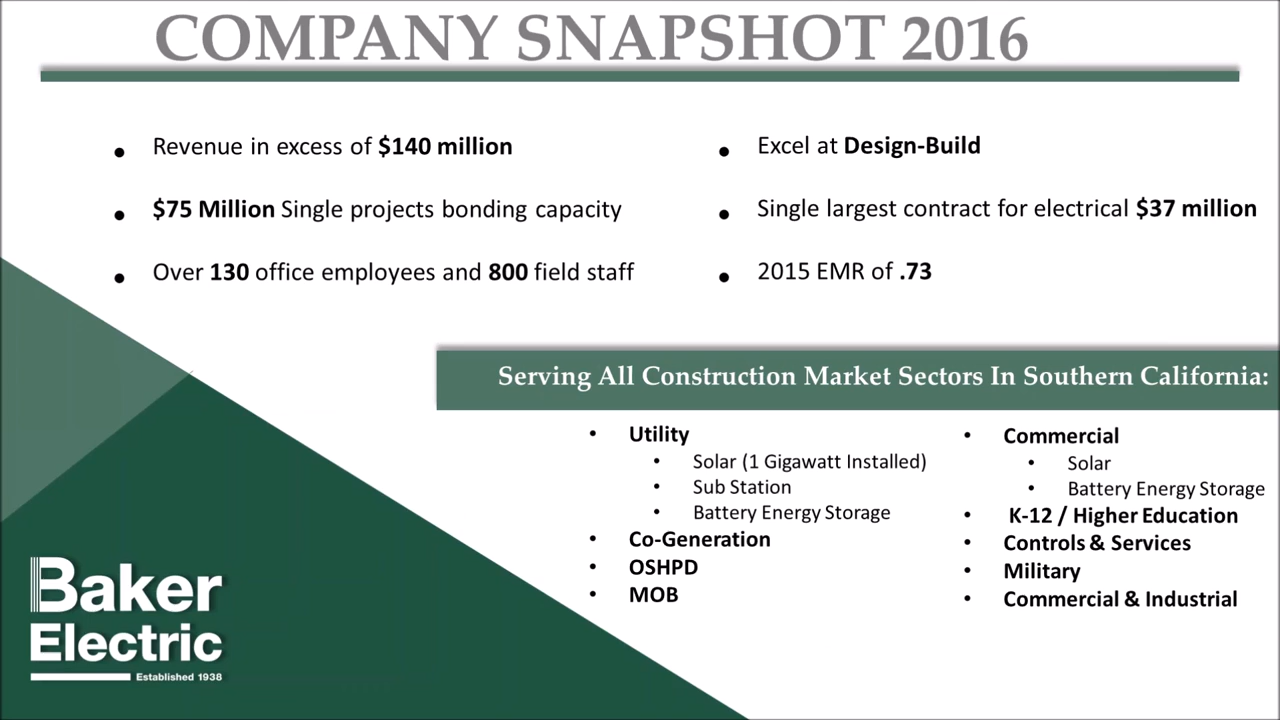 COMPANY SNAPSHOT 2016
• Revenue in excess of $140 million
• $75 Million Single projects bonding capacity
• Over 130 office employees and 800 field staff
• Excel at Design-Build
• Single largest contract for electrical $37 million
• 2015 EMR of .73
Serving All Construction Market Sectors In Southern California:
• Utility
• Solar (1 Gigawatt Installed)
• Sub Station
• Battery Energy Storage
• Co-Generation
• OSHPD
• MOB
• Commercial
• Solar
• Battery Energy Storage
• K-12 / Higher Education
• Controls & Services
• Military
• Commercial & Industrial
Baker
Electric
Established 1938